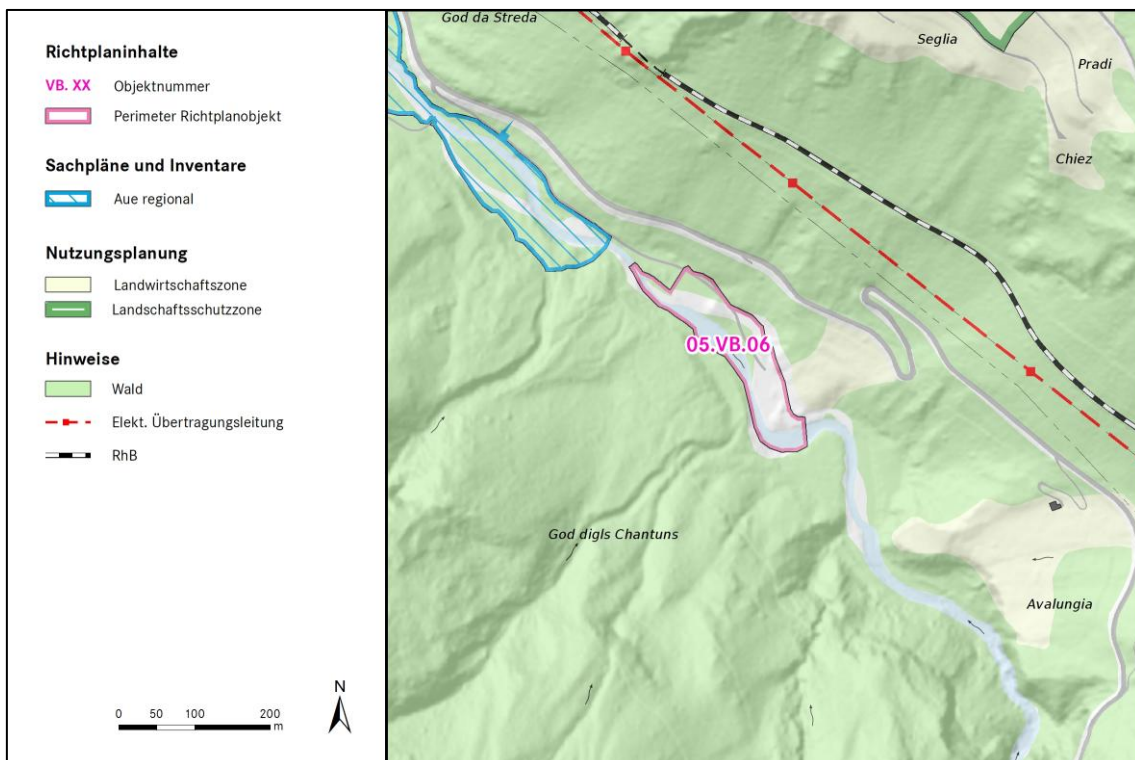 Richtplaninhalte
VB. XX Objektnummer
Perimeter Richtplanobjekt
Sachpläne und Inventare
Aue regional
Nutzungsplanung
Landwirtschaftszone
Landschaftsschutzzone
Hinweise
Wald
Elekt. Übertragungsleitung
RhB
0 50 100 200
m
N
God da Streda
Seglia
Pradi
Chiez
05.VB.06
God digls Chantuns
Avalungia